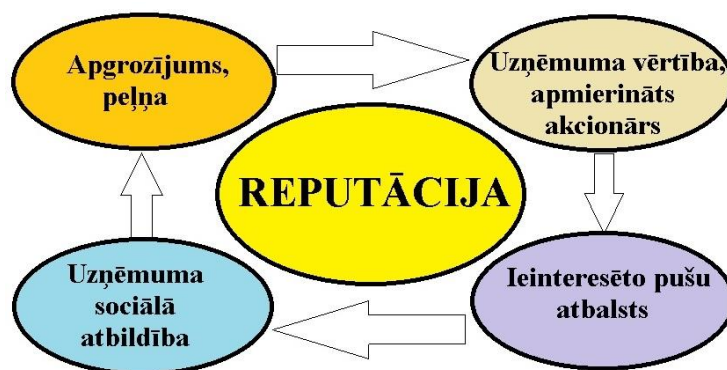 Apgrozījums,
peļņa
Uzņēmuma vērtība,
apmierināts
akcionārs
REPUTĀCIJA
Uzņēmuma
sociālā
atbildība
Ieinteresēto pušu
atbalsts